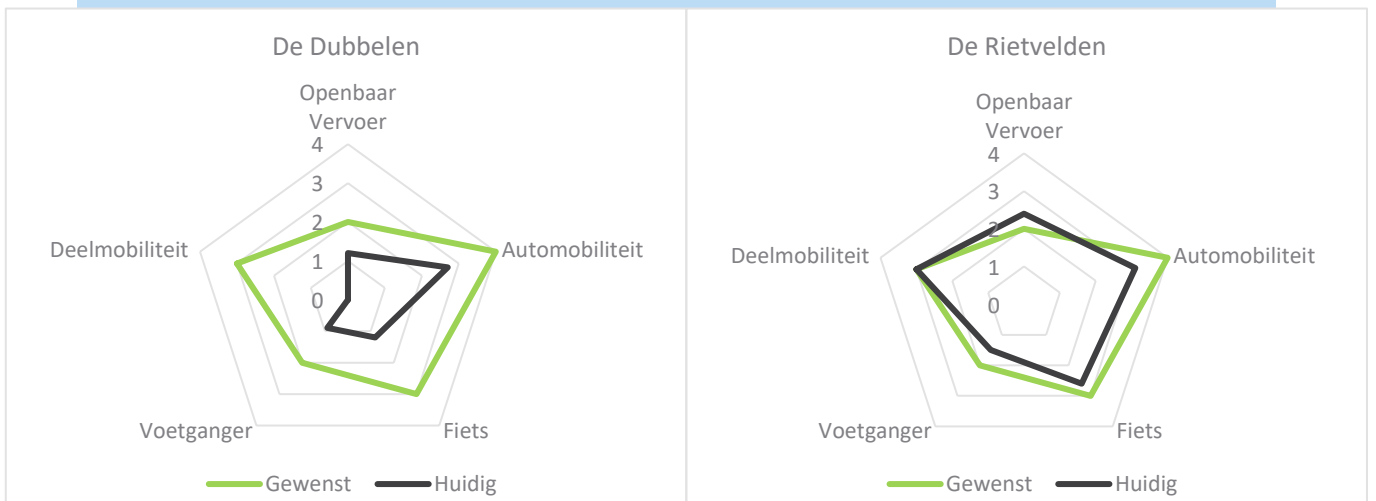 De Dubbelen
Openbaar
Vervoer
4
3
2
1
0
Deelmobiliteit
Automobiliteit
Voetganger
Fiets
Gewenst
Huidig
De Rietvelden
Openbaar
Vervoer
4
3
2
1
0
Deelmobiliteit
Automobiliteit
Voetganger
Fiets
Gewenst
Huidig